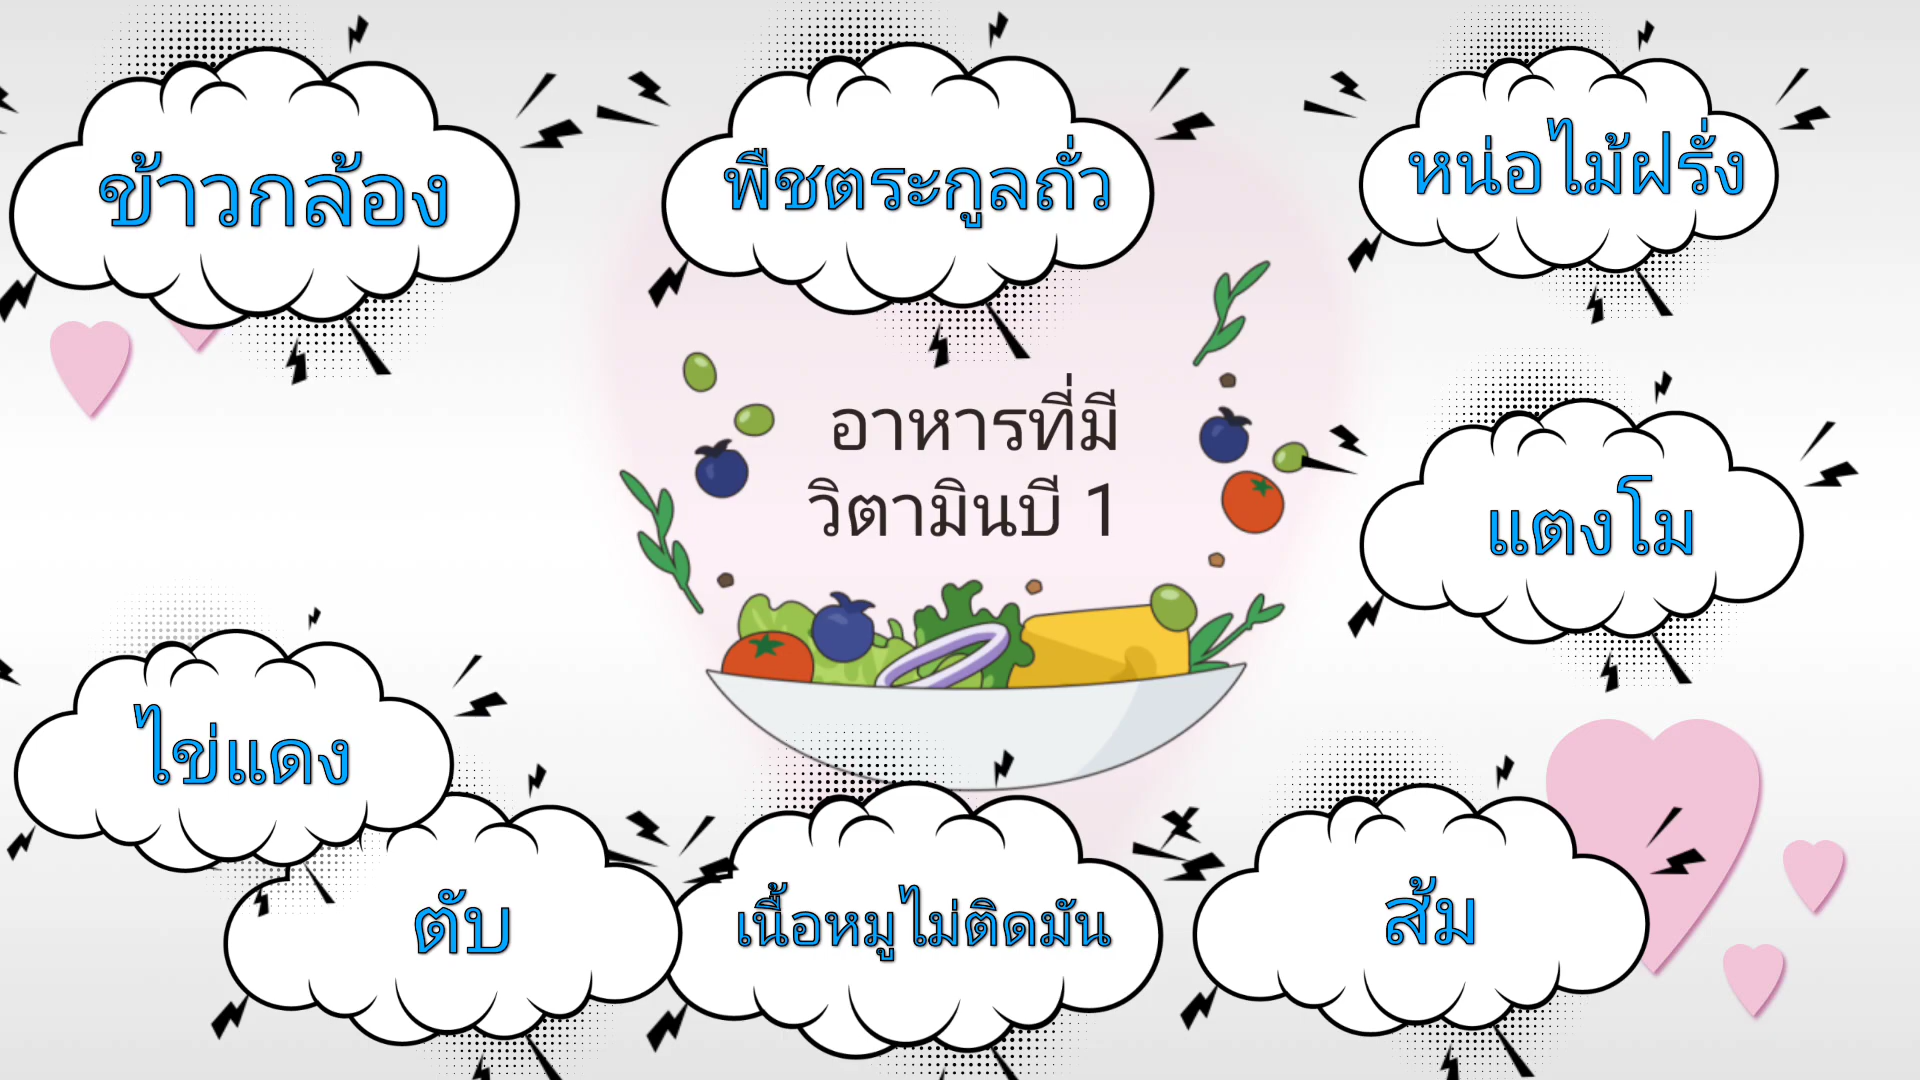 ข้าวกล้อง
พืชตระกูลถั่ว
หน่อไม้ฝรั่ง
อาหารที่มี
วิตามินบี 1
แตงโม
ไข่แดง
ตับ
เนื้อหมูไม่ติดมัน
ส้ม